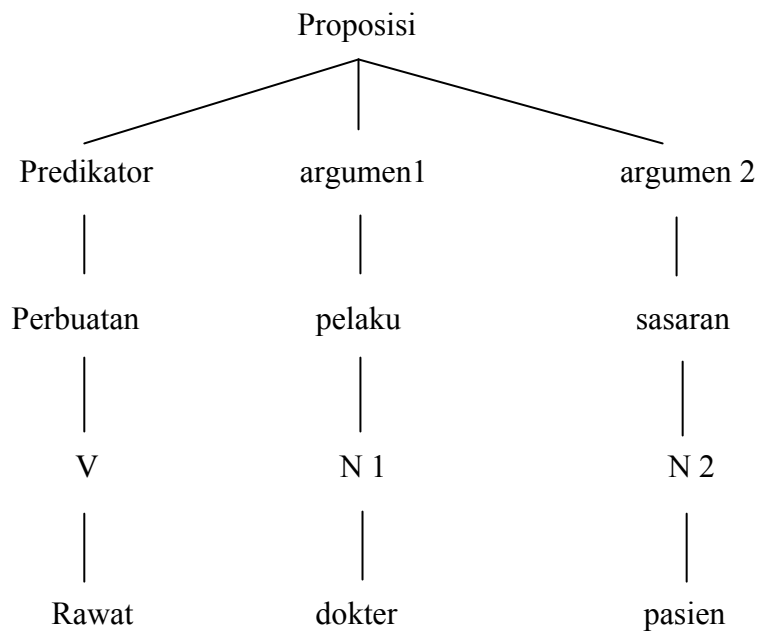 Proposisi
Predikator argumen1 argumen 2
Perbuatan pelaku sasaran
V N 1 N 2
Rawat dokter pasien